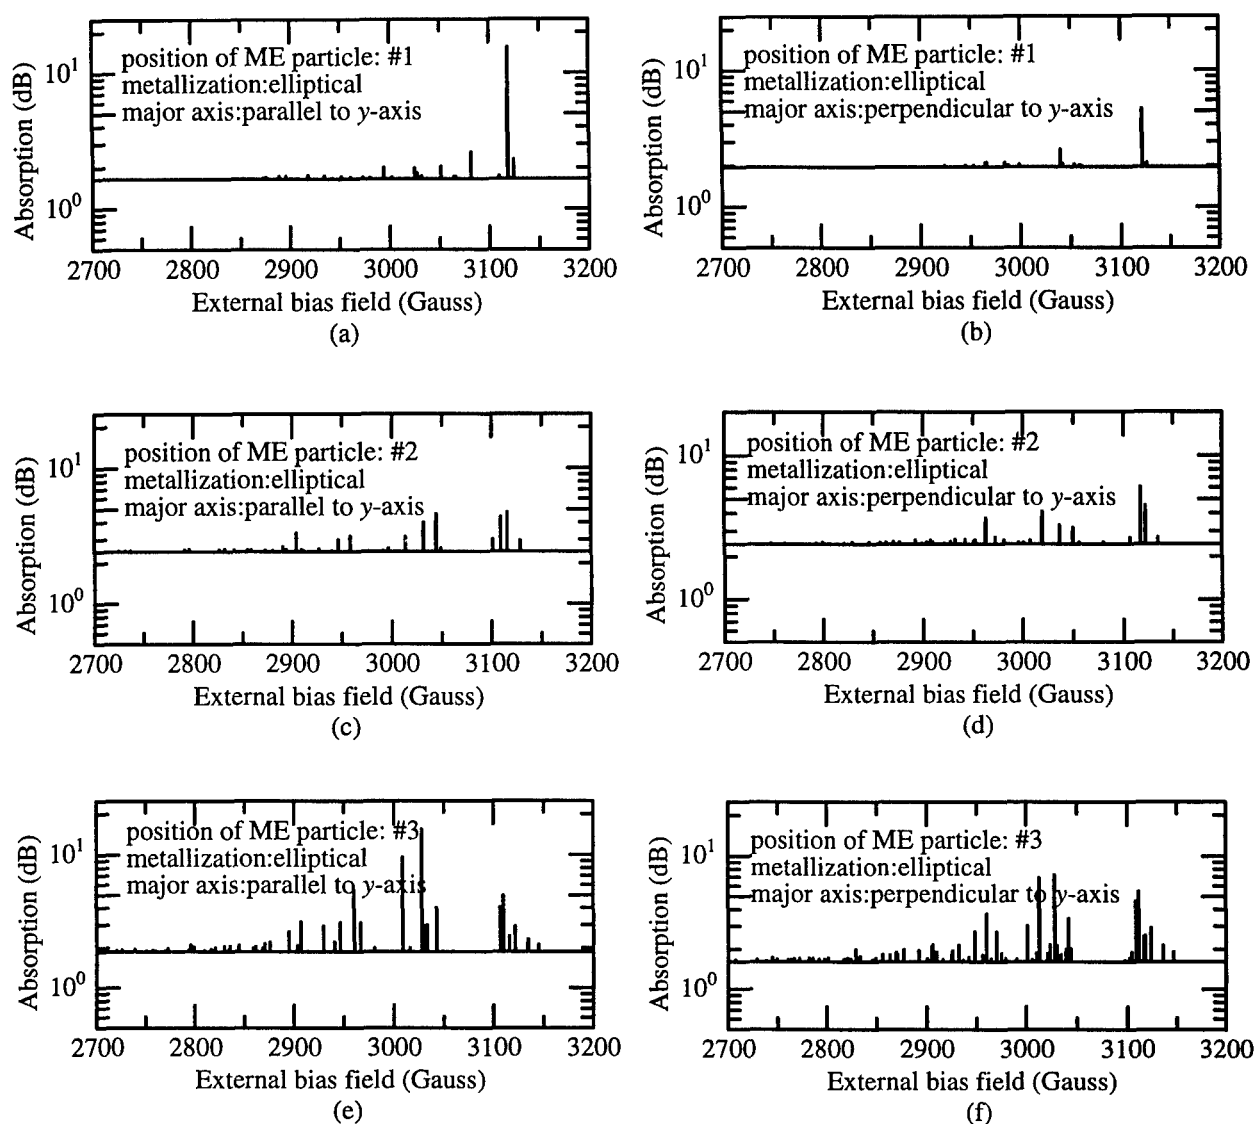 Absorption (dB)
10¹
10⁰
position of ME particle: #1
metallization:elliptical
major axis:parallel to y-axis
2700 2800 2900 3000 3100 3200
External bias field (Gauss)
(a)
Absorption (dB)
10¹
10⁰
position of ME particle: #1
metallization:elliptical
major axis:perpendicular to y-axis
2700 2800 2900 3000 3100 3200
External bias field (Gauss)
(b)
Absorption (dB)
10¹
10⁰
position of ME particle: #2
metallization:elliptical
major axis:parallel to y-axis
2700 2800 2900 3000 3100 3200
External bias field (Gauss)
(c)
Absorption (dB)
10¹
10⁰
position of ME particle: #2
metallization:elliptical
major axis:perpendicular to y-axis
2700 2800 2900 3000 3100 3200
External bias field (Gauss)
(d)
Absorption (dB)
10¹
10⁰
position of ME particle: #3
metallization:elliptical
major axis:parallel to y-axis
2700 2800 2900 3000 3100 3200
External bias field (Gauss)
(e)
Absorption (dB)
10¹
10⁰
position of ME particle: #3
metallization:elliptical
major axis:perpendicular to y-axis
2700 2800 2900 3000 3100 3200
External bias field (Gauss)
(f)